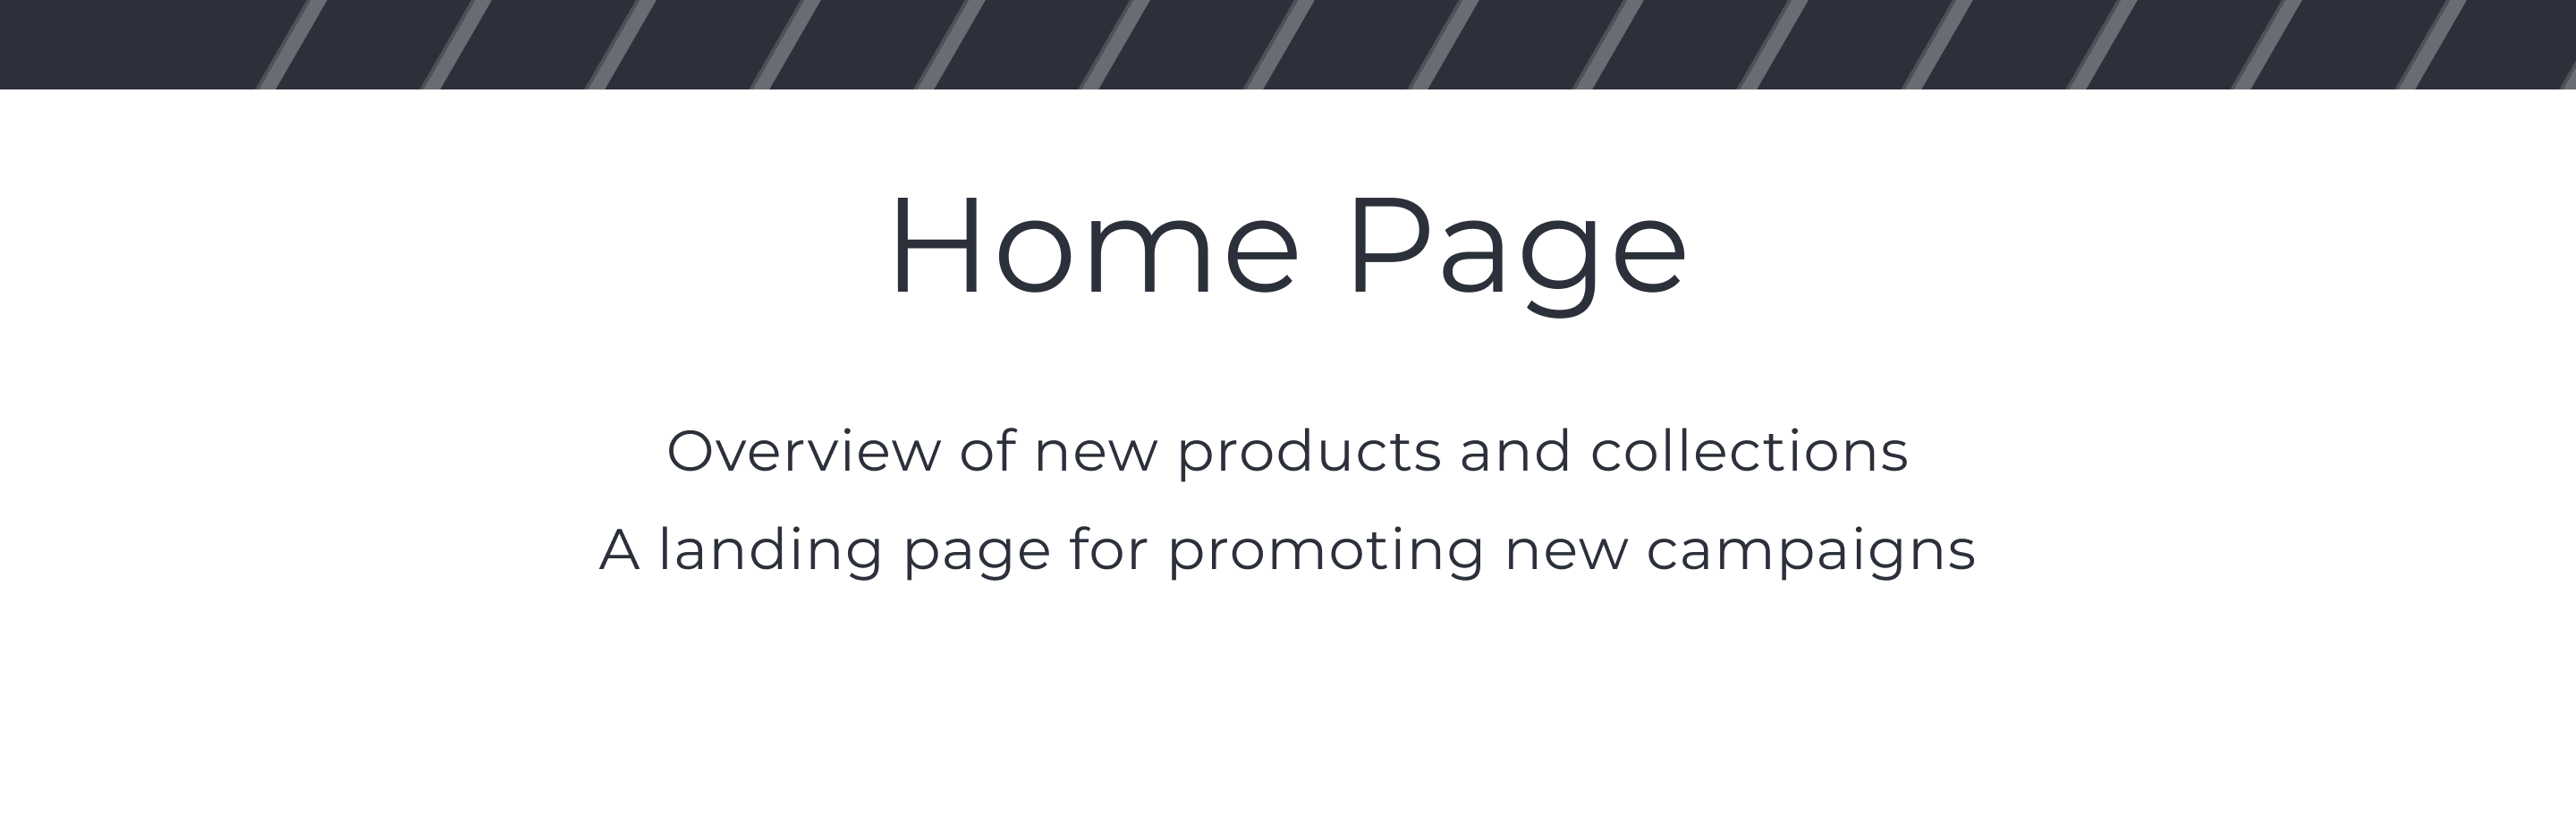 Home Page
Overview of new products and collections
A landing page for promoting new campaigns